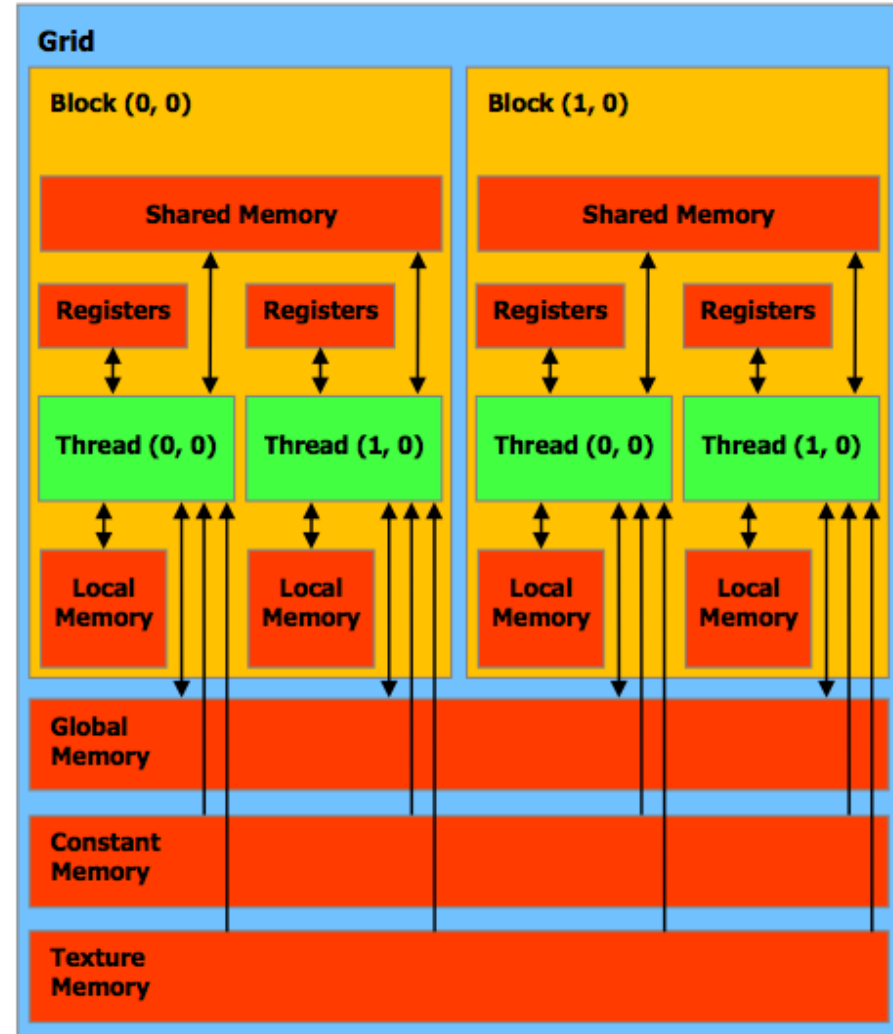 Grid
Block (0, 0)
Block (1, 0)
Shared Memory
Shared Memory
Registers
Registers
Registers
Registers
Thread (0, 0)
Thread (1, 0)
Thread (0, 0)
Thread (1, 0)
Local
Memory
Local
Memory
Local
Memory
Local
Memory
Global
Memory
Constant
Memory
Texture
Memory